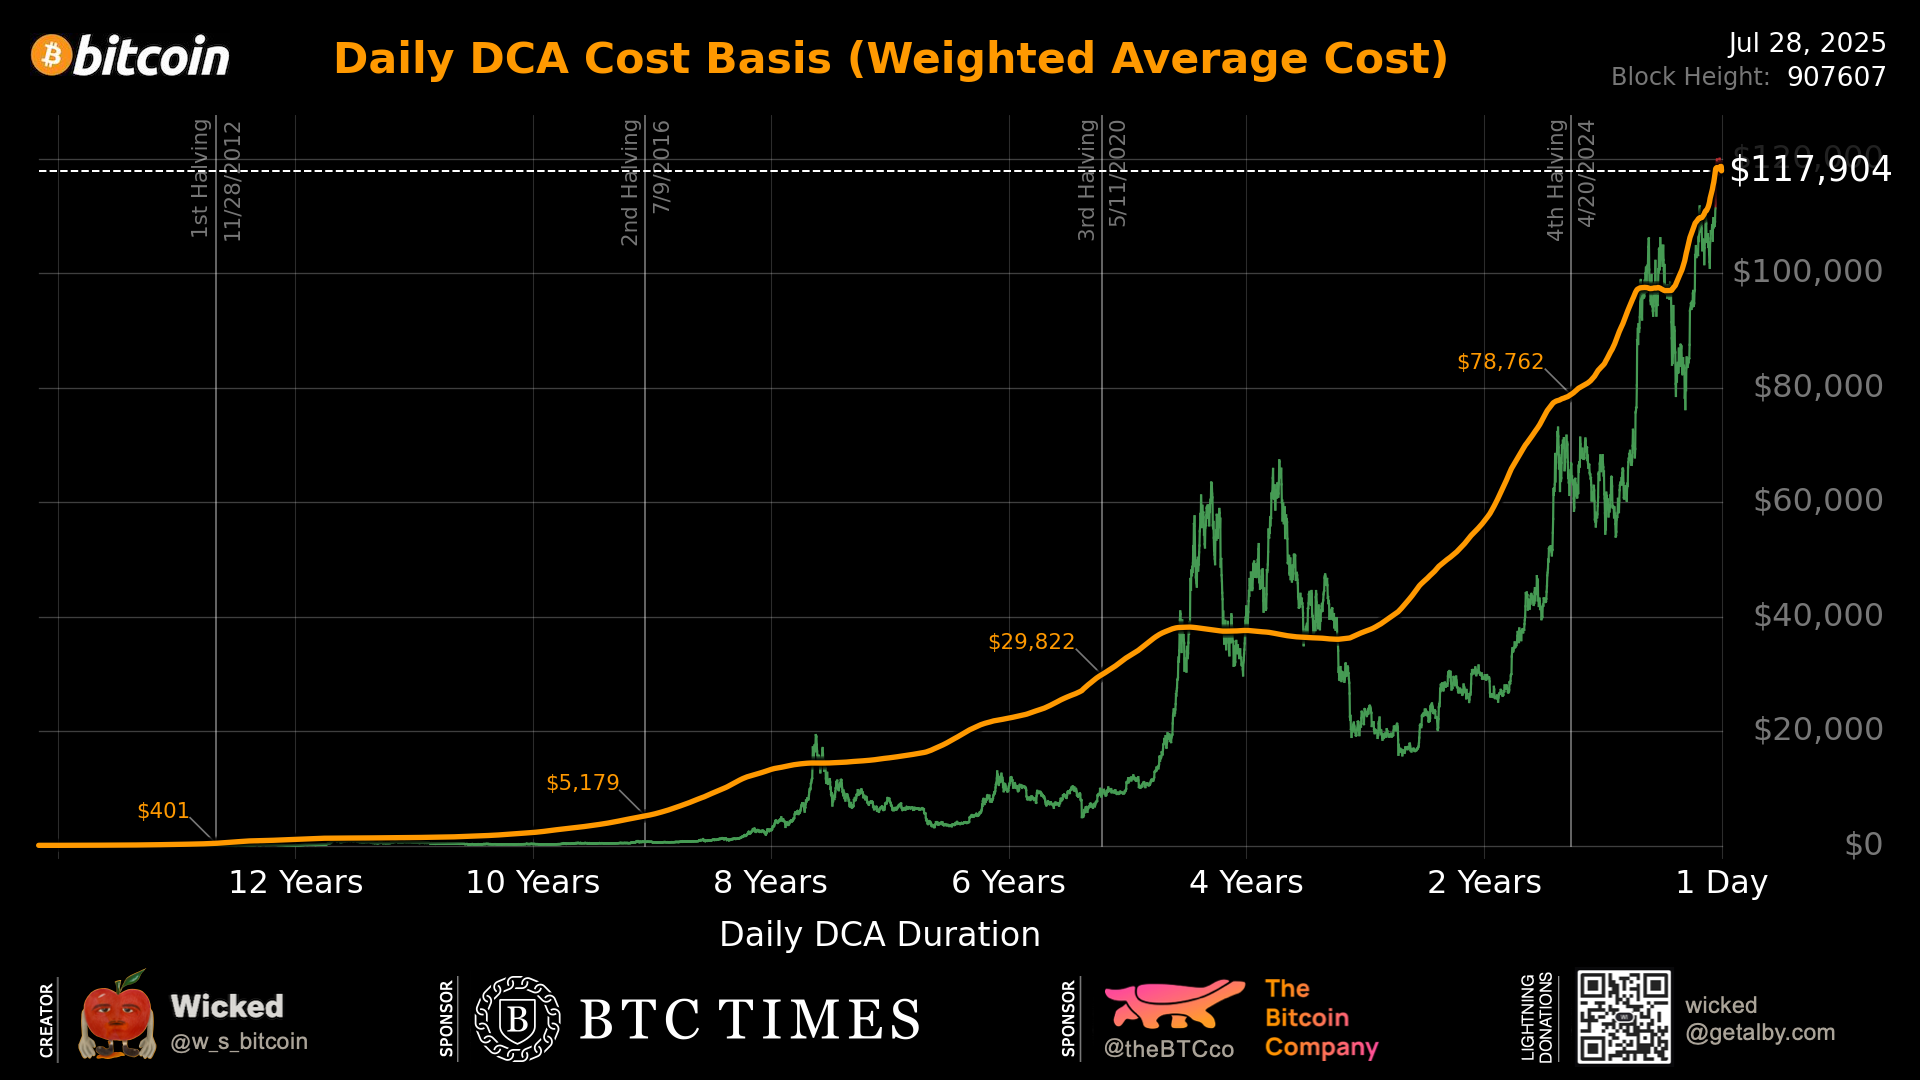 bitcoin
Daily DCA Cost Basis (Weighted Average Cost)
Jul 28, 2025
Block Height: 907607
1st Halving
11/28/2012
2nd Halving
7/9/2016
3rd Halving
5/11/2020
4th Halving
4/20/2024
$120,000
$117,904
$100,000
$80,000
$60,000
$40,000
$20,000
$0
$401
$5,179
$29,822
$78,762
12 Years
10 Years
8 Years
6 Years
4 Years
2 Years
1 Day
Daily DCA Duration
CREATOR
Wicked
@w_s_bitcoin
SPONSOR
B
BTC TIMES
SPONSOR
@theBTCco
The
Bitcoin
Company
LIGHTNING
DONATIONS
wicked
@getalby.com